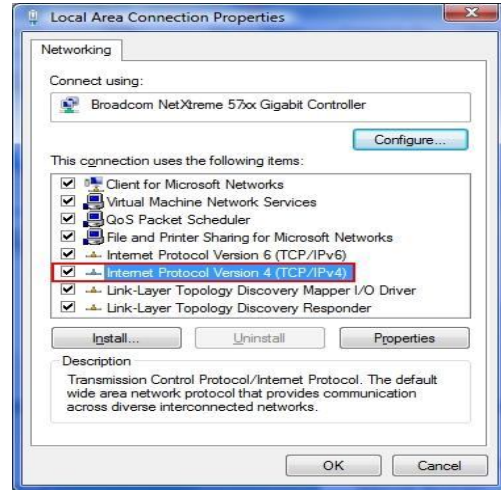 Local Area Connection Properties
Networking
Connect using:
Broadcom NetXtreme 57xx Gigabit Controller
Configure...
This connection uses the following items:
Client for Microsoft Networks
Virtual Machine Network Services
QoS Packet Scheduler
File and Printer Sharing for Microsoft Networks
Internet Protocol Version 6 (TCP/IPv6)
Internet Protocol Version 4 (TCP/IPv4)
Link-Layer Topology Discovery Mapper I/O Driver
Link-Layer Topology Discovery Responder
Install... Uninstall Properties
Description
Transmission Control Protocol/Internet Protocol. The default
wide area network protocol that provides communication
across diverse interconnected networks.
OK Cancel